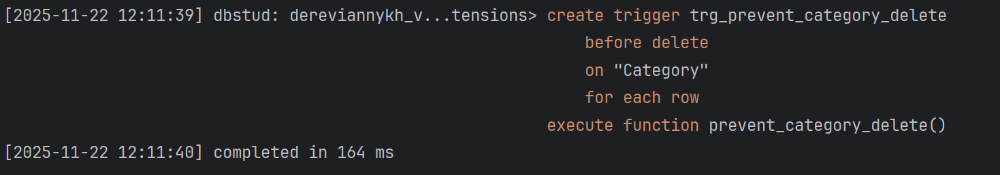 [2025-11-22 12:11:39] dbstud: dereviannykh_v...tensions> create trigger trg_prevent_category_delete
before delete
on "Category"
for each row
execute function prevent_category_delete()
[2025-11-22 12:11:40] completed in 164 ms